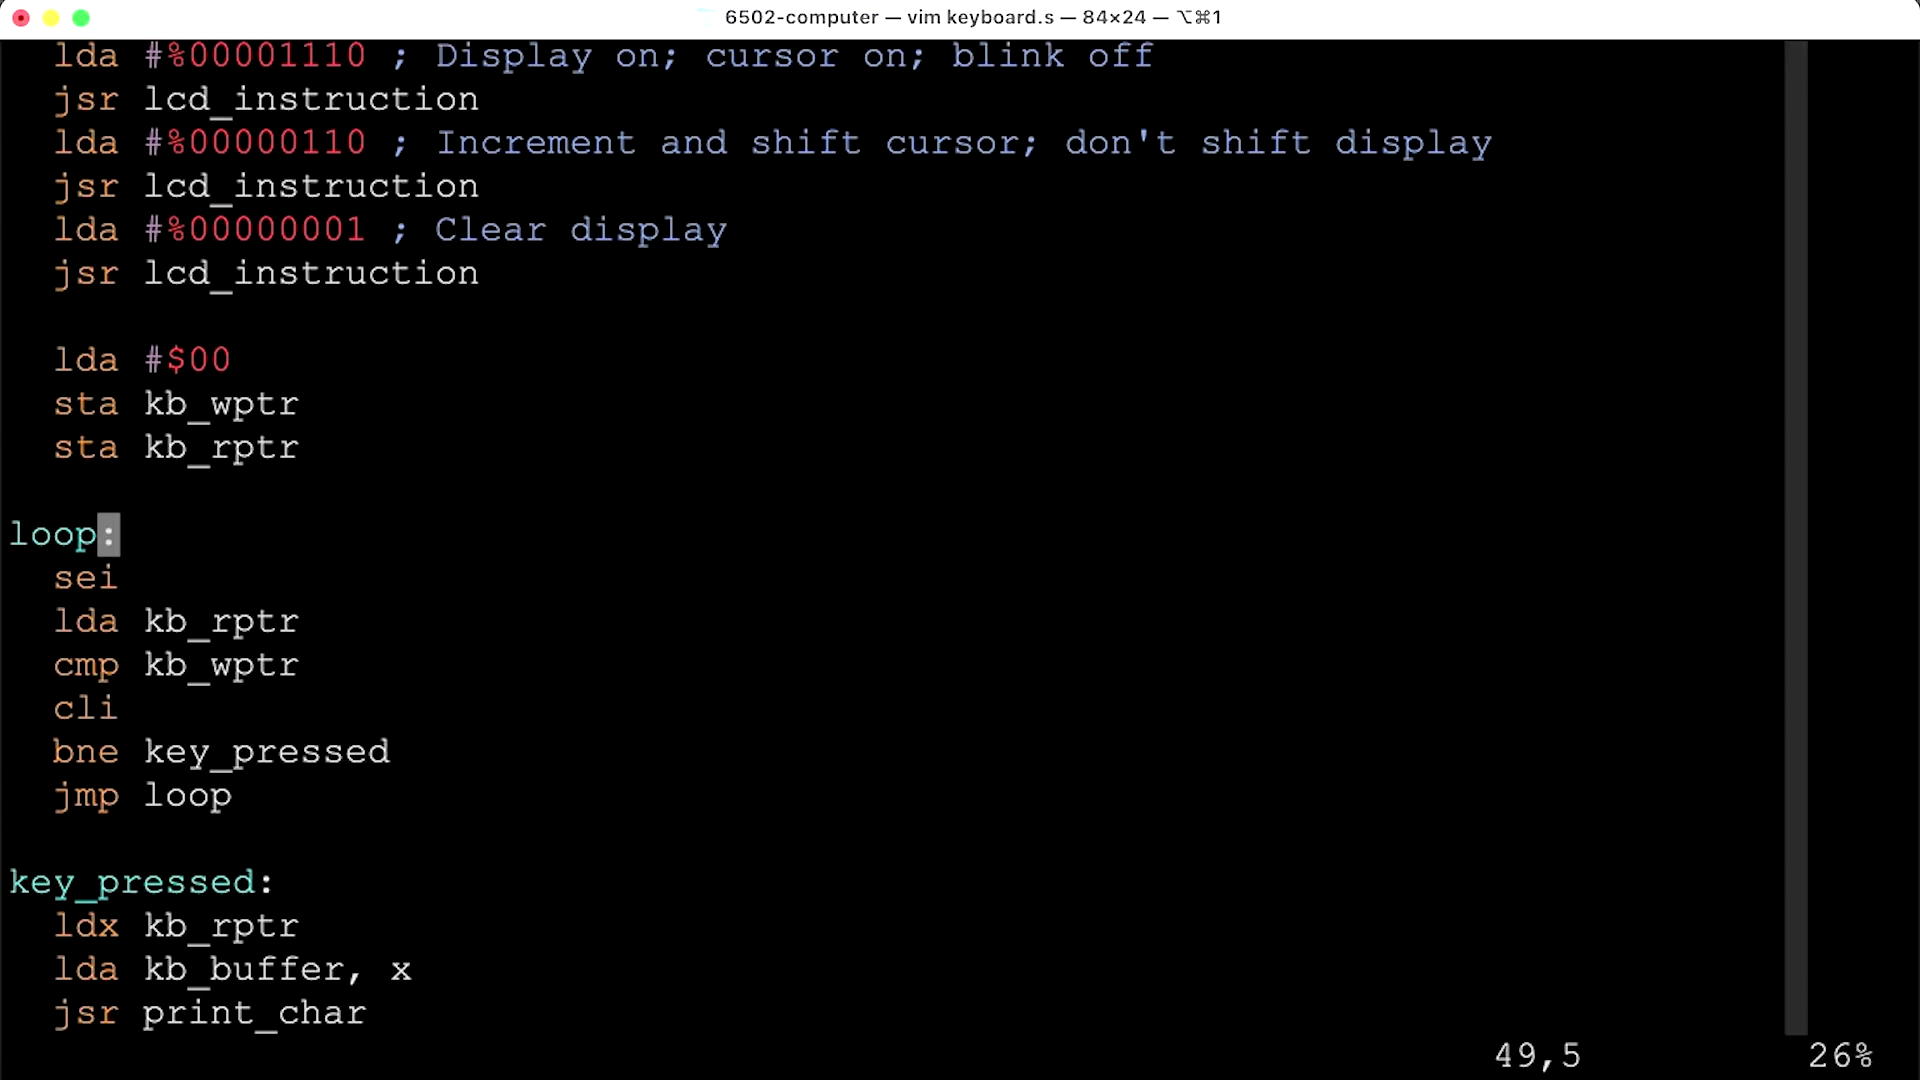 6502-computer — vim keyboard.s — 84×24 — ⌥⌘1
lda #%00001110 ; Display on; cursor on; blink off
jsr lcd_instruction
lda #%00000110 ; Increment and shift cursor; don't shift display
jsr lcd_instruction
lda #%00000001 ; Clear display
jsr lcd_instruction
lda #$00
sta kb_wptr
sta kb_rptr
loop:
sei
lda kb_rptr
cmp kb_wptr
cli
bne key_pressed
jmp loop
key_pressed:
ldx kb_rptr
lda kb_buffer, x
jsr print_char
49,5 26%